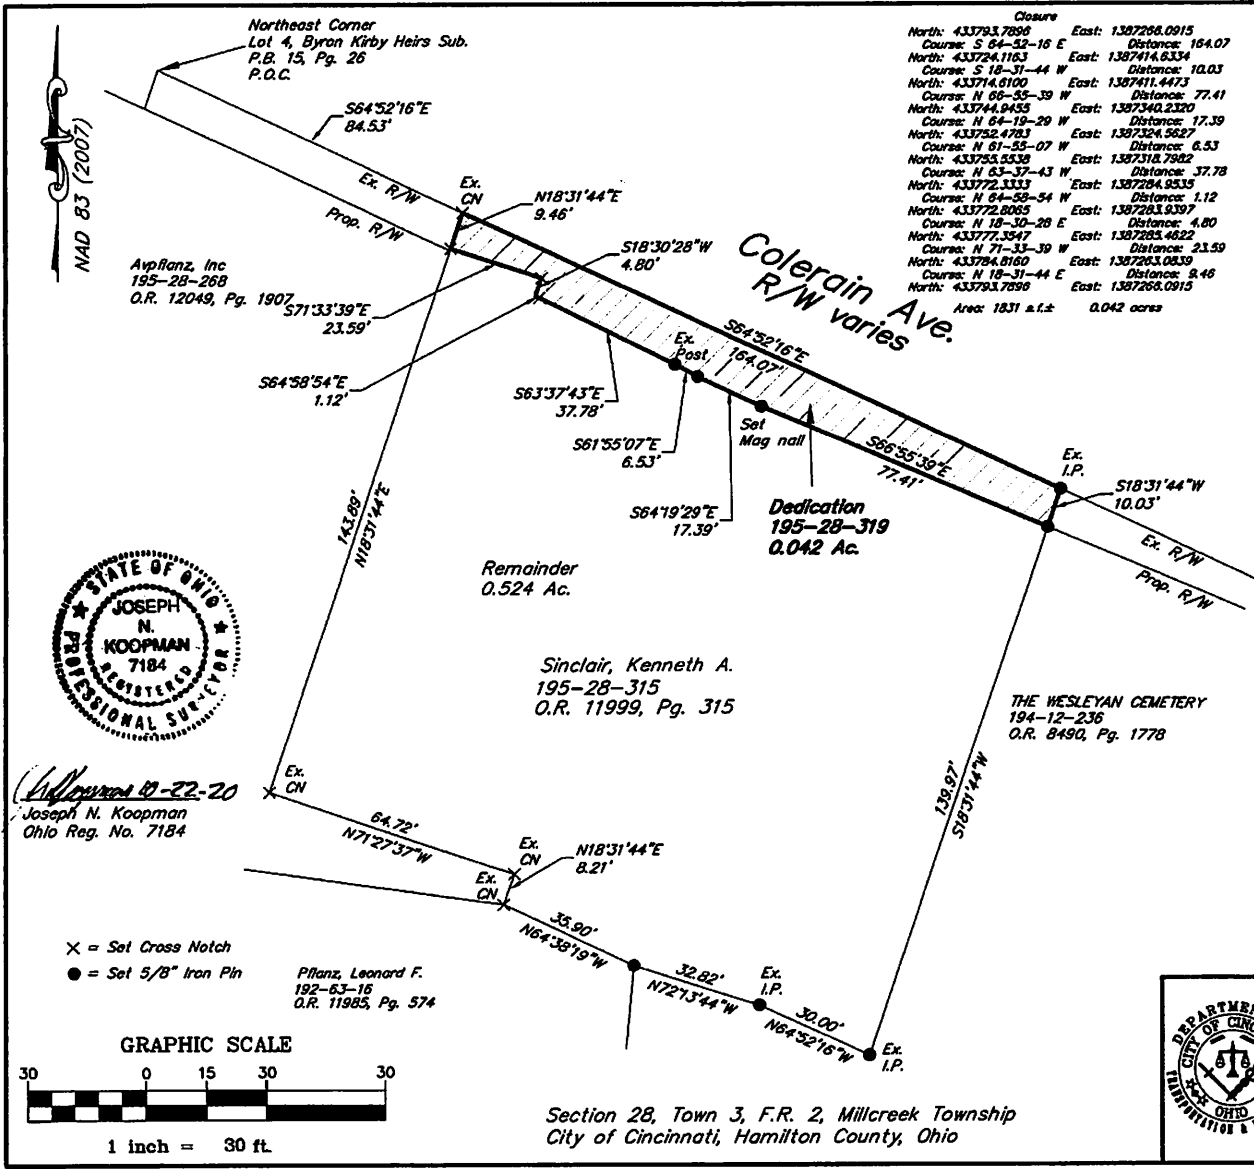 Northeast Corner
Lot 4, Byron Kirby Heirs Sub.
P.B. 15, Pg. 26
P.O.C.
NAD 83 (2007)
S64°52'16"E
84.53'
Ex. R/W
Prop. R/W
Ex.
CN
N18°31'44"E
9.46'
S18°30'28"W
4.80'
Avpflanz, Inc
195-28-268
O.R. 12049, Pg. 1907
S71°33'39"E
23.59'
S64°58'54"E
1.12'
Colerain Ave.
R/W varies
S64°52'16"E
164.07'
Ex.
Post
S63°37'43"E
37.78'
S61°55'07"E
6.53'
S64°19'29"E
17.39'
Set
Mag nail
S66°55'39"E
77.41'
Ex.
I.P.
S18°31'44"W
10.03'
Ex. R/W
Prop. R/W
Dedication
195-28-319
0.042 Ac.
Closure
North: 433793.7896 East: 1387266.0915
Course: S 64-52-16 E Distance: 164.07
North: 433724.1163 East: 1387414.6334
Course: S 18-31-44 W Distance: 10.03
North: 433714.6100 East: 1387411.4473
Course: N 66-55-39 W Distance: 77.41
North: 433744.9455 East: 1387340.2320
Course: N 64-19-29 W Distance: 17.39
North: 433752.4783 East: 1387324.5627
Course: N 61-55-07 W Distance: 6.53
North: 433755.5538 East: 1387318.7982
Course: N 63-37-43 W Distance: 37.78
North: 433772.3333 East: 1387284.9535
Course: N 64-58-54 W Distance: 1.12
North: 433772.8065 East: 1387283.9397
Course: N 18-30-28 E Distance: 4.80
North: 433777.3547 East: 1387285.4622
Course: N 71-33-39 W Distance: 23.59
North: 433784.8160 East: 1387263.0839
Course: N 18-31-44 E Distance: 9.46
North: 433793.7896 East: 1387266.0915
Area: 1831 s.f.± 0.042 acres
143.89'
N18°31'44"E
Remainder
0.524 Ac.
Sinclair, Kenneth A.
195-28-315
O.R. 11999, Pg. 315
THE WESLEYAN CEMETERY
194-12-236
O.R. 8490, Pg. 1778
139.97'
S18°31'44"W
STATE OF OHIO
JOSEPH
N.
KOOPMAN
7184
REGISTERED
PROFESSIONAL SURVEYOR
10-22-20
Joseph N. Koopman
Ohio Reg. No. 7184
Ex.
CN
64.72'
N71°27'37"W
Ex.
CN
N18°31'44"E
8.21'
Ex.
CN
35.90'
N64°38'19"W
32.82'
N72°13'44"W
Ex.
I.P.
30.00'
N64°52'16"W
Ex.
I.P.
X = Set Cross Notch
● = Set 5/8" Iron Pin
Pflanz, Leonard F.
192-63-16
O.R. 11985, Pg. 574
GRAPHIC SCALE
30 0 15 30 30
1 inch = 30 ft.
Section 28, Town 3, F.R. 2, Millcreek Township
City of Cincinnati, Hamilton County, Ohio
CITY OF
OHIO